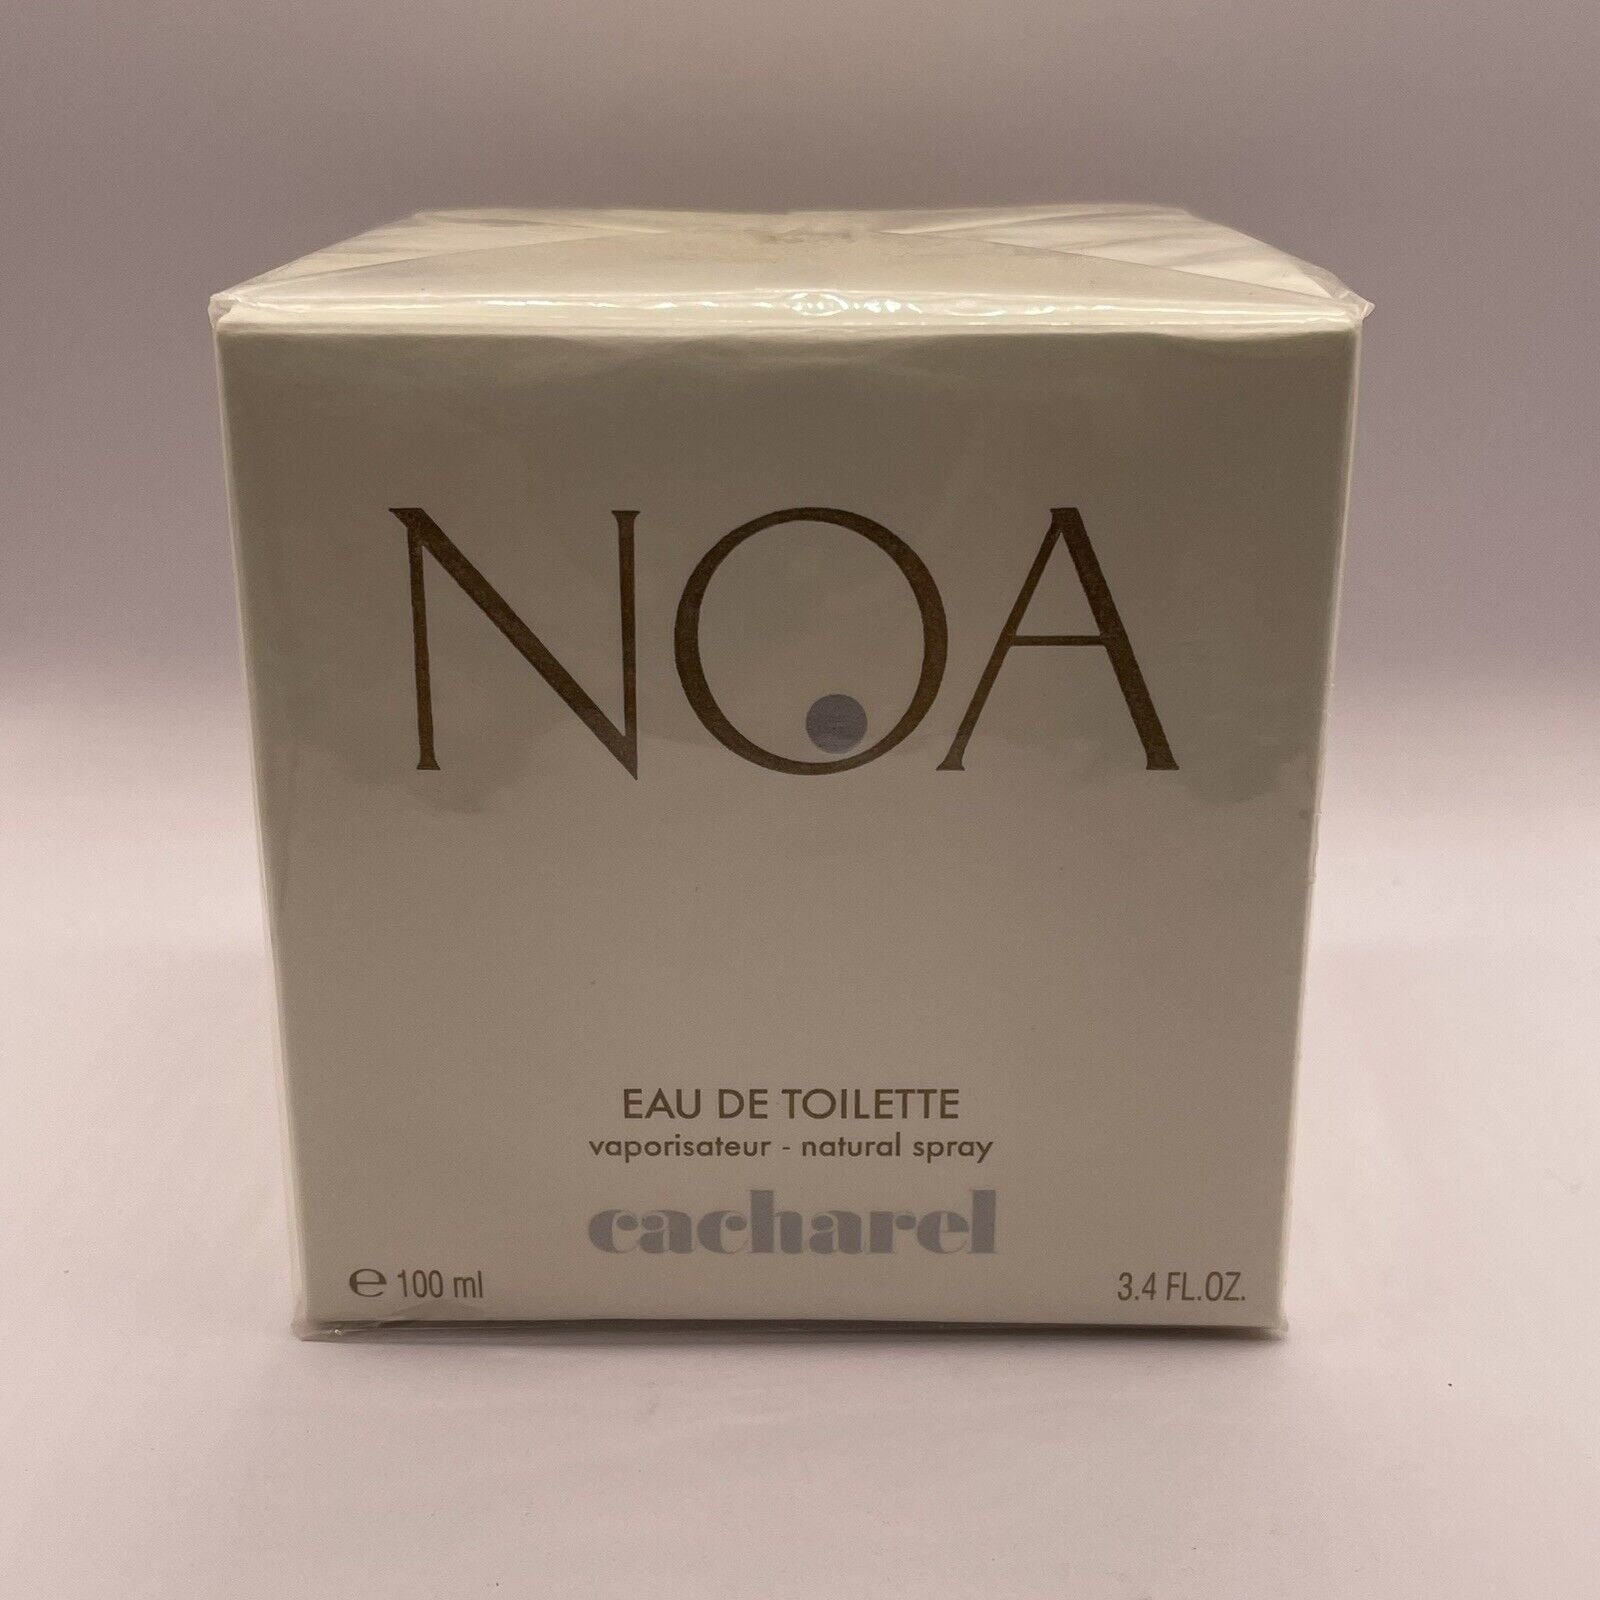 NOA
EAU DE TOILETTE
vaporisateur - natural spray
cacharel
℮ 100 ml
3.4 FL.OZ.